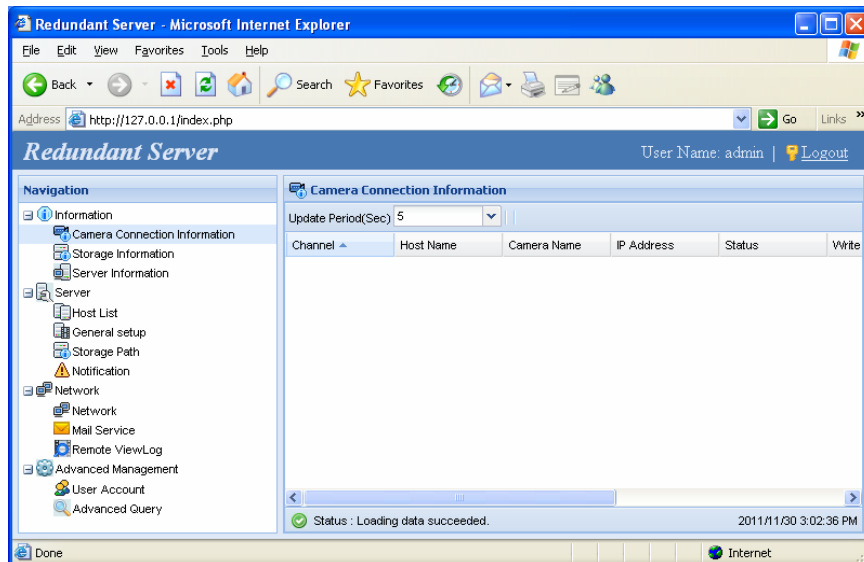 Redundant Server - Microsoft Internet Explorer
File Edit View Favorites Tools Help
Back Search Favorites
Address http://127.0.0.1/index.php Go Links »
Redundant Server User Name: admin | Logout
Navigation
Information
Camera Connection Information
Storage Information
Server Information
Server
Host List
General setup
Storage Path
Notification
Network
Network
Mail Service
Remote ViewLog
Advanced Management
User Account
Advanced Query
Camera Connection Information
Update Period(Sec) 5
Channel Host Name Camera Name IP Address Status Write
Status : Loading data succeeded. 2011/11/30 3:02:36 PM
Done Internet